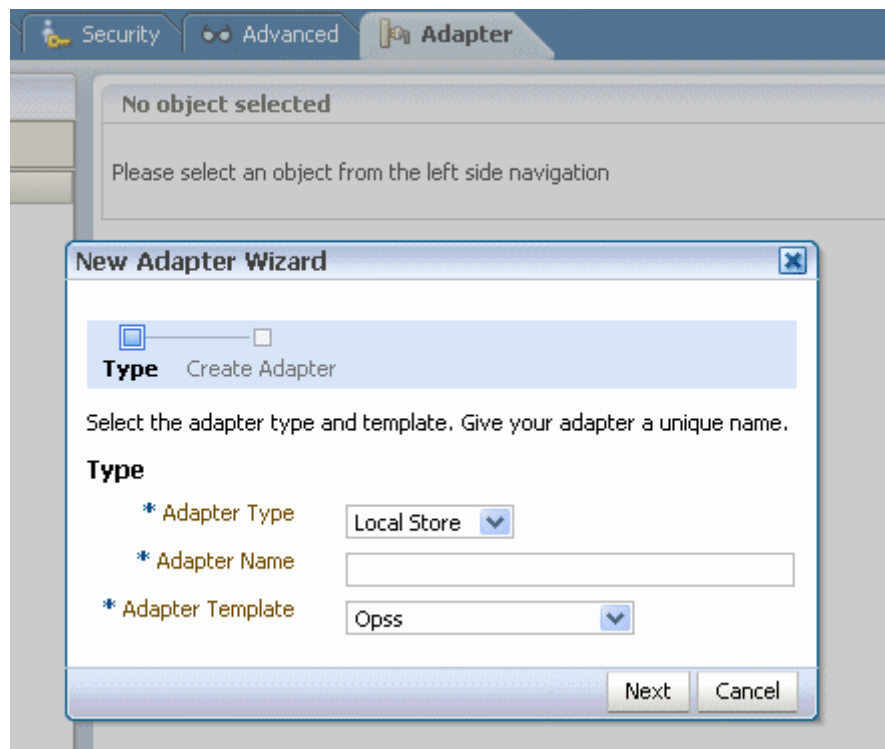 Security Advanced Adapter
No object selected
Please select an object from the left side navigation
New Adapter Wizard
Type Create Adapter
Select the adapter type and template. Give your adapter a unique name.
Type
* Adapter Type Local Store
* Adapter Name
* Adapter Template Opss
Next Cancel